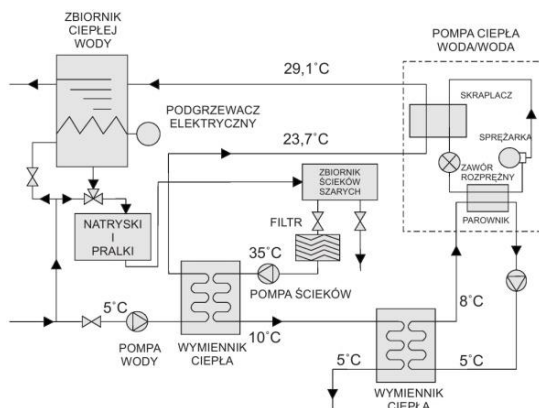 ZBIORNIK
CIEPŁEJ
WODY
POMPA CIEPŁA
WODA/WODA
29,1°C
SKRAPLACZ
PODGRZEWACZ
ELEKTRYCZNY
SPRĘŻARKA
23,7°C
ZAWÓR
ROZPRĘŻNY
ZBIORNIK
ŚCIEKÓW
SZARYCH
PAROWNIK
NATRYSKI
I
PRALKI
FILTR
35°C
POMPA ŚCIEKÓW
5°C
8°C
10°C
POMPA
WODY
WYMIENNIK
CIEPŁA
5°C
5°C
WYMIENNIK
CIEPŁA